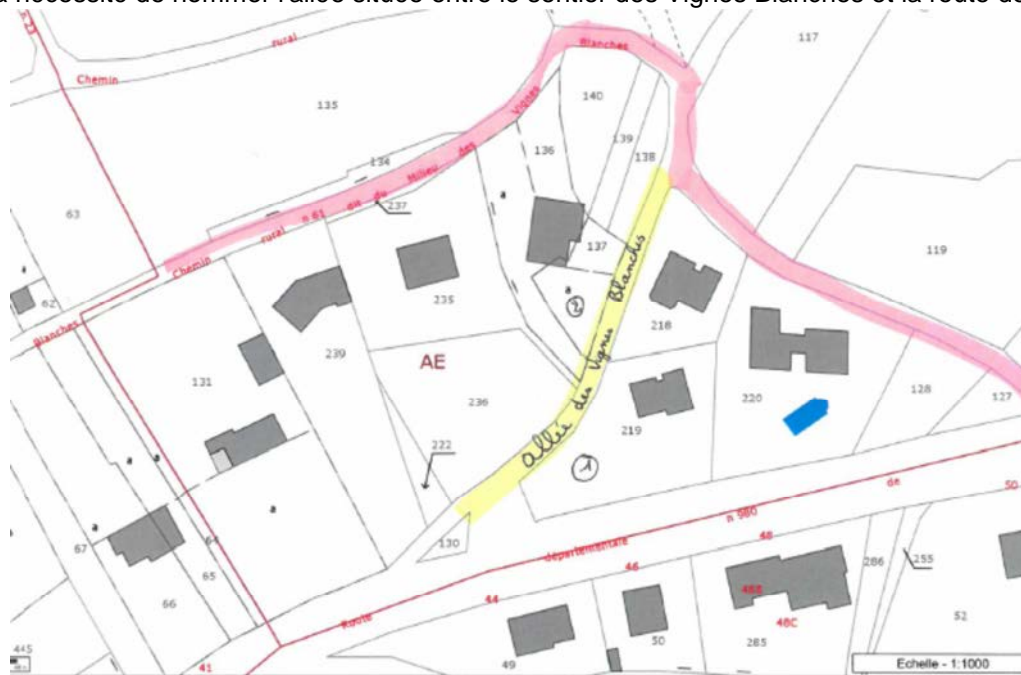 a nécessité de nommer l'allée située entre le sentier des Vignes Blanches et la route de
n 23
rural
Chemin
117
Blanches
135
140
Vignes
139
136
138
134
des
Milieu
du
dit
237
n 61
rural
Chemin
63
a
a
119
137
62
235
a
2
218
Blanches
239
AE
allée des Vignes Blanches
131
236
220
128
127
219
222
1
a
a
a
a
de
50
n 980
130
départementale
48
67
64
65
46
286
255
44
48B
66
Route
48C
52
445
50
285
41
49
Echelle - 1:1000